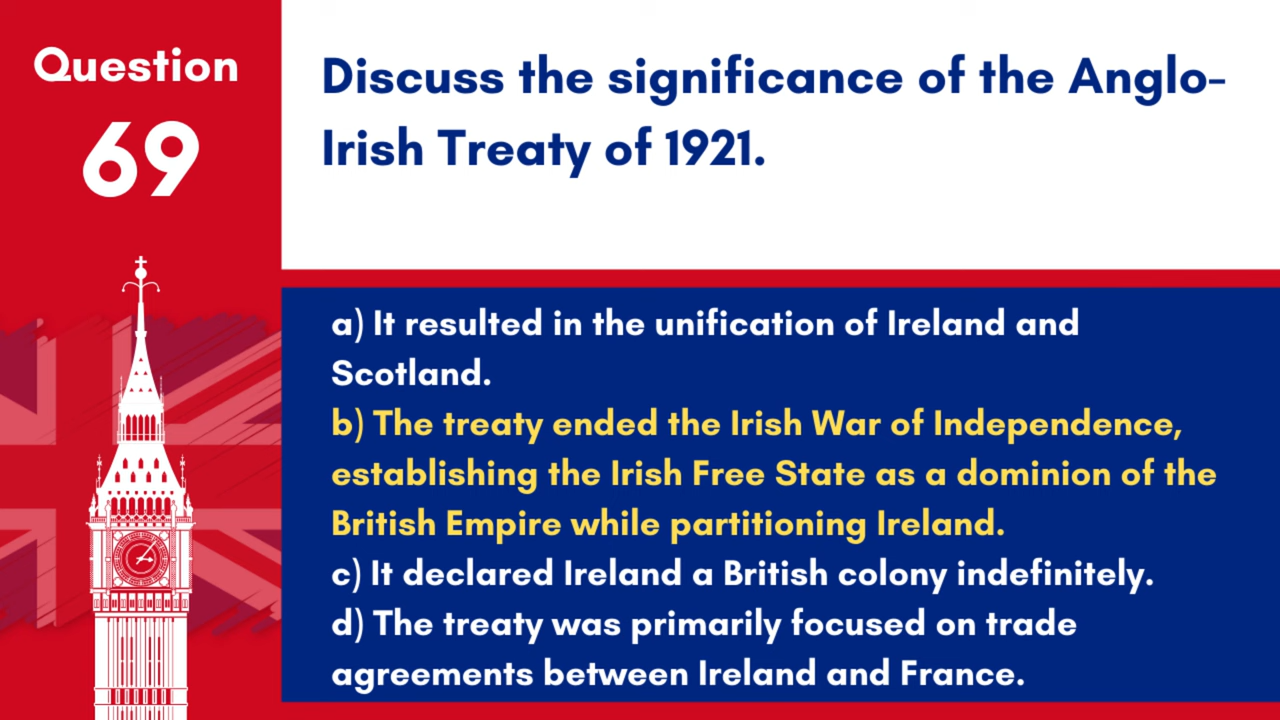 Question
69
Discuss the significance of the Anglo-
Irish Treaty of 1921.
a) It resulted in the unification of Ireland and
Scotland.
b) The treaty ended the Irish War of Independence,
establishing the Irish Free State as a dominion of the
British Empire while partitioning Ireland.
c) It declared Ireland a British colony indefinitely.
d) The treaty was primarily focused on trade
agreements between Ireland and France.